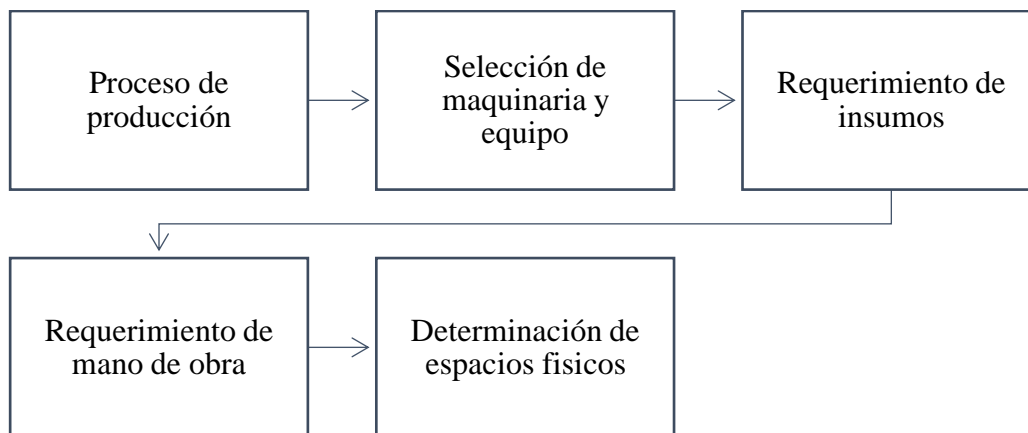 Proceso de
producción
Selección de
maquinaria y
equipo
Requerimiento de
insumos
Requerimiento de
mano de obra
Determinación de
espacios fisicos